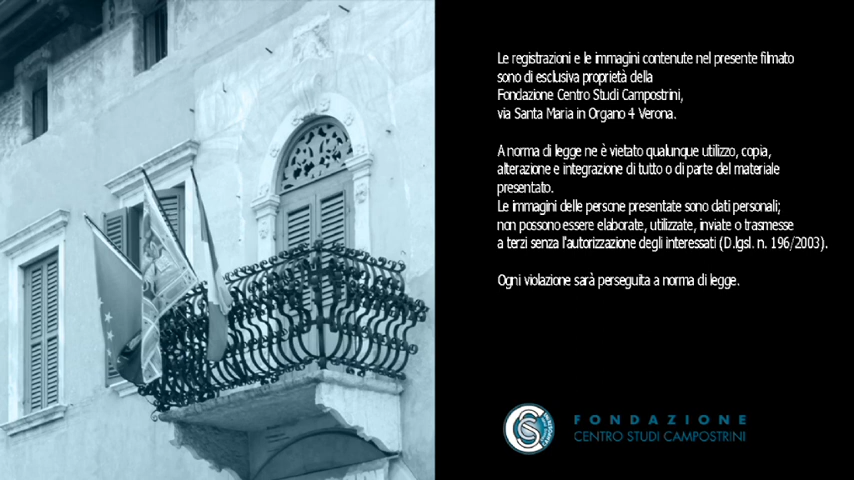 Le registrazioni e le immagini contenute nel presente filmato
sono di esclusiva proprietà della
Fondazione Centro Studi Campostrini,
via Santa Maria in Organo 4 Verona.
A norma di legge ne è vietato qualunque utilizzo, copia,
alterazione e integrazione di tutto o di parte del materiale
presentato.
Le immagini delle persone presentate sono dati personali;
non possono essere elaborate, utilizzate, inviate o trasmesse
a terzi senza l'autorizzazione degli interessati (D.lgsl. n. 196/2003).
Ogni violazione sarà perseguita a norma di legge.
FONDAZIONE
CENTRO STUDI CAMPOSTRINI